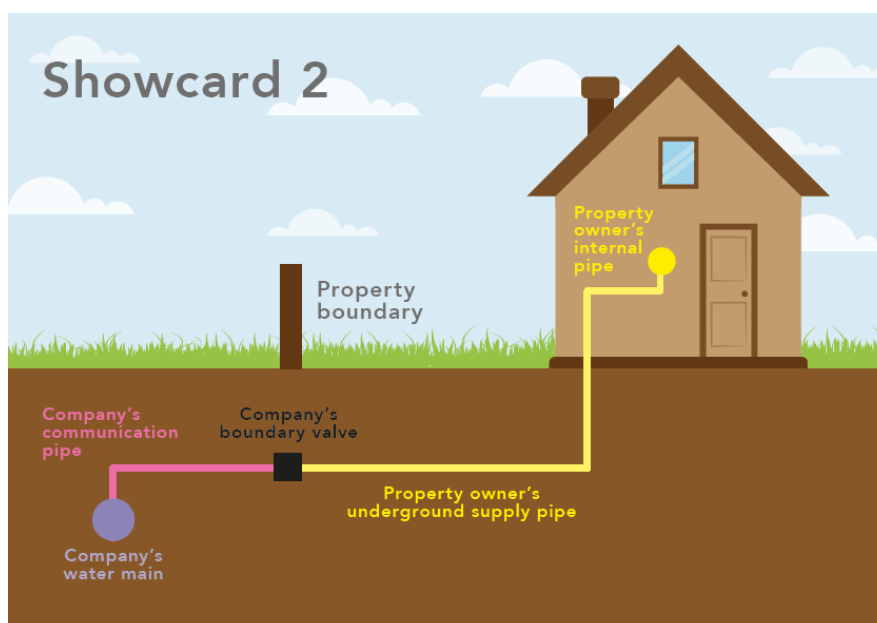 Showcard 2
Property
owner's
internal
pipe
Property
boundary
Company's
communication
pipe
Company's
boundary valve
Property owner's
underground supply pipe
Company's
water main